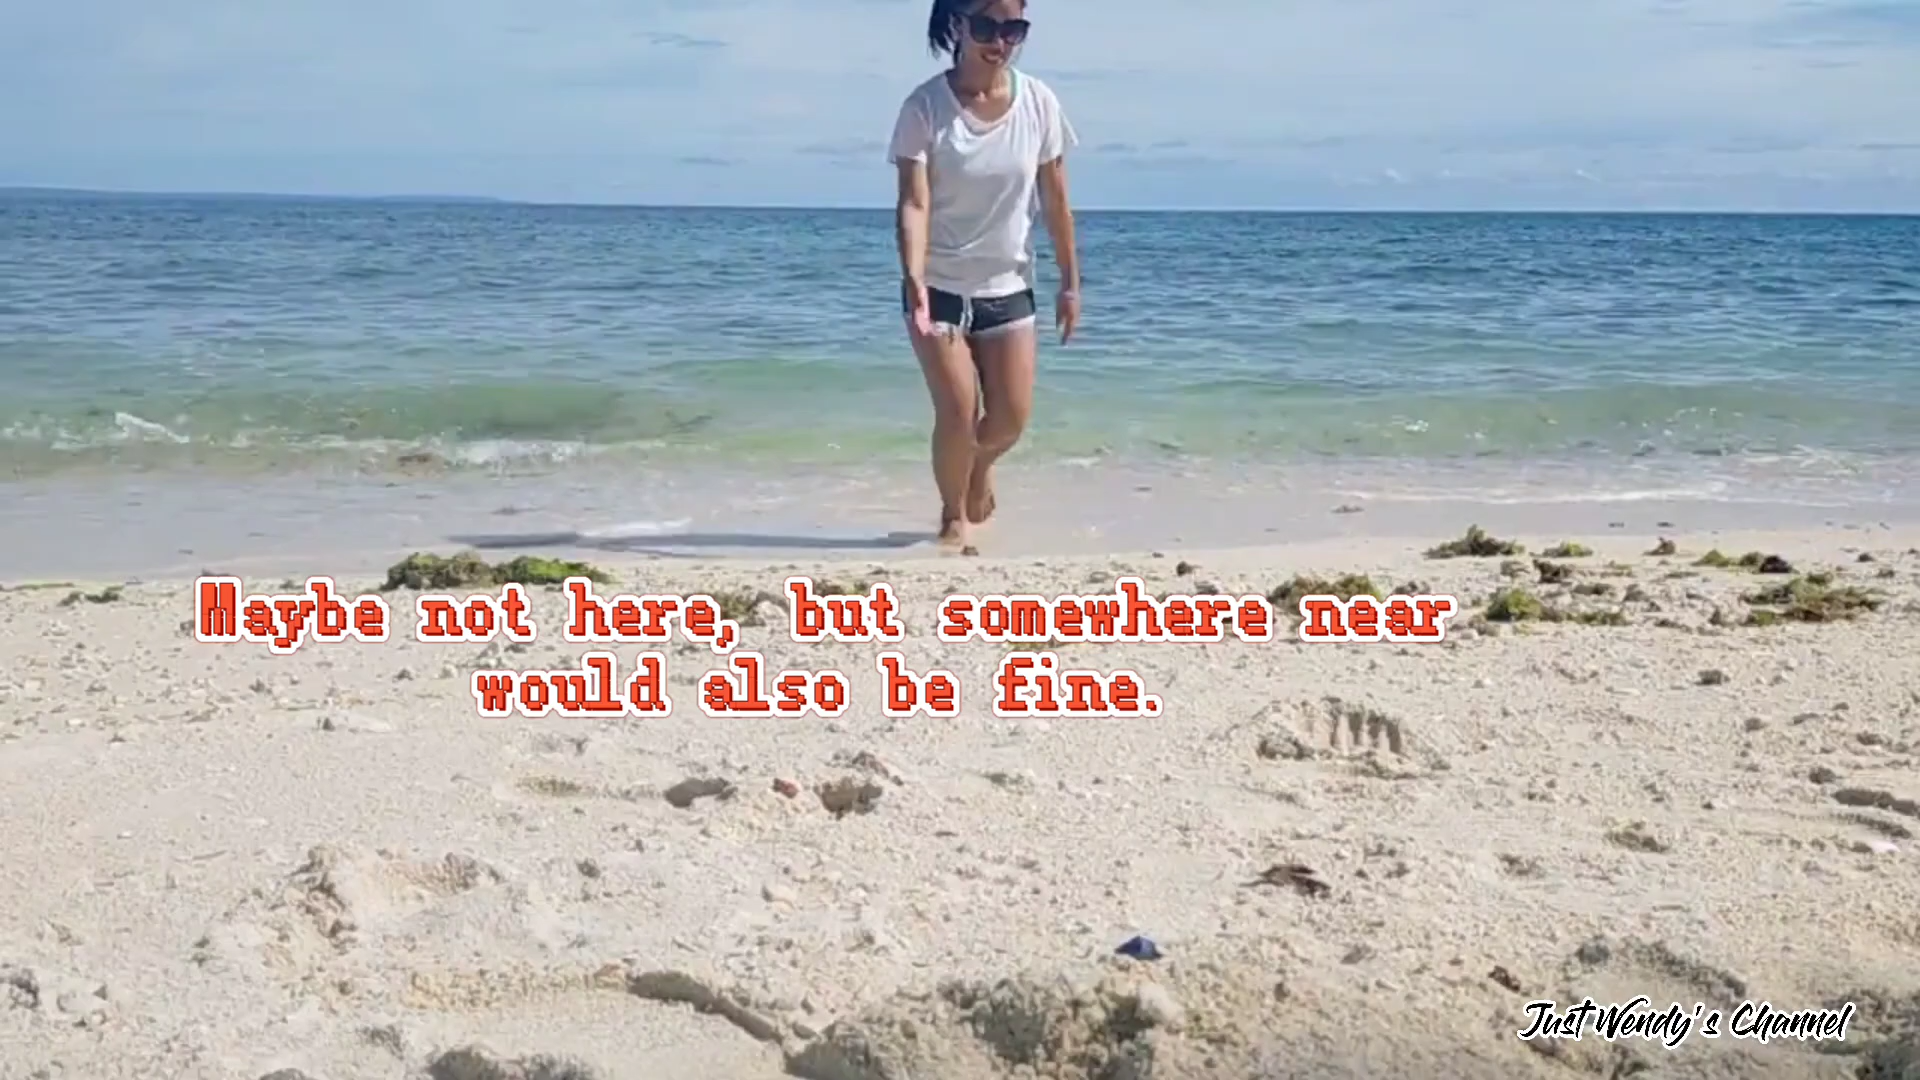 Maybe not here, but somewhere near
would also be fine.
Just Wendy's Channel